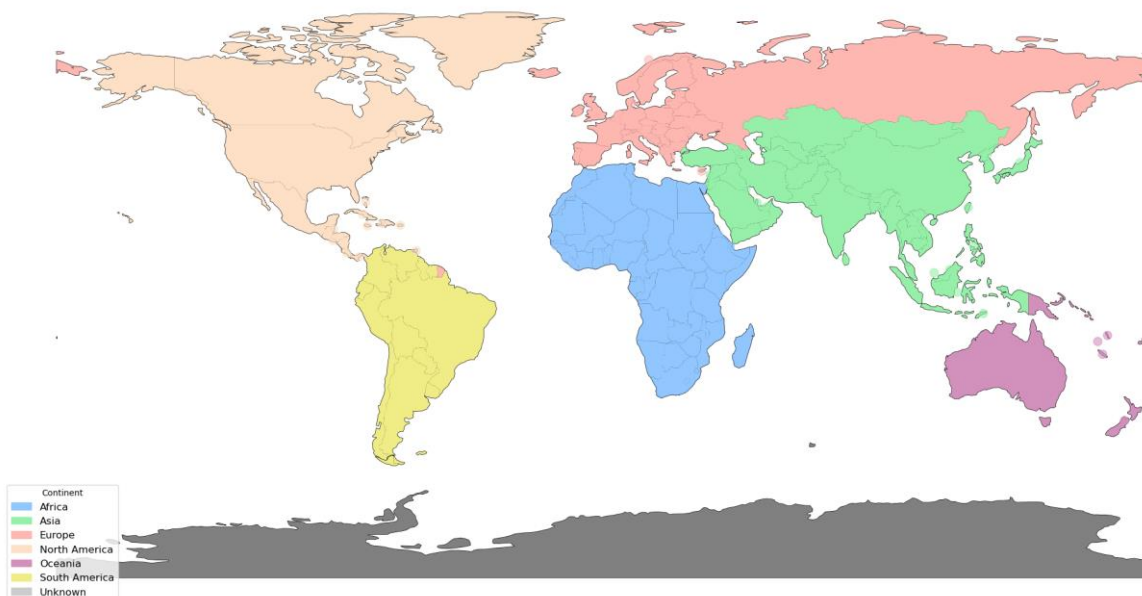 Continent
Africa
Asia
Europe
North America
Oceania
South America
Unknown